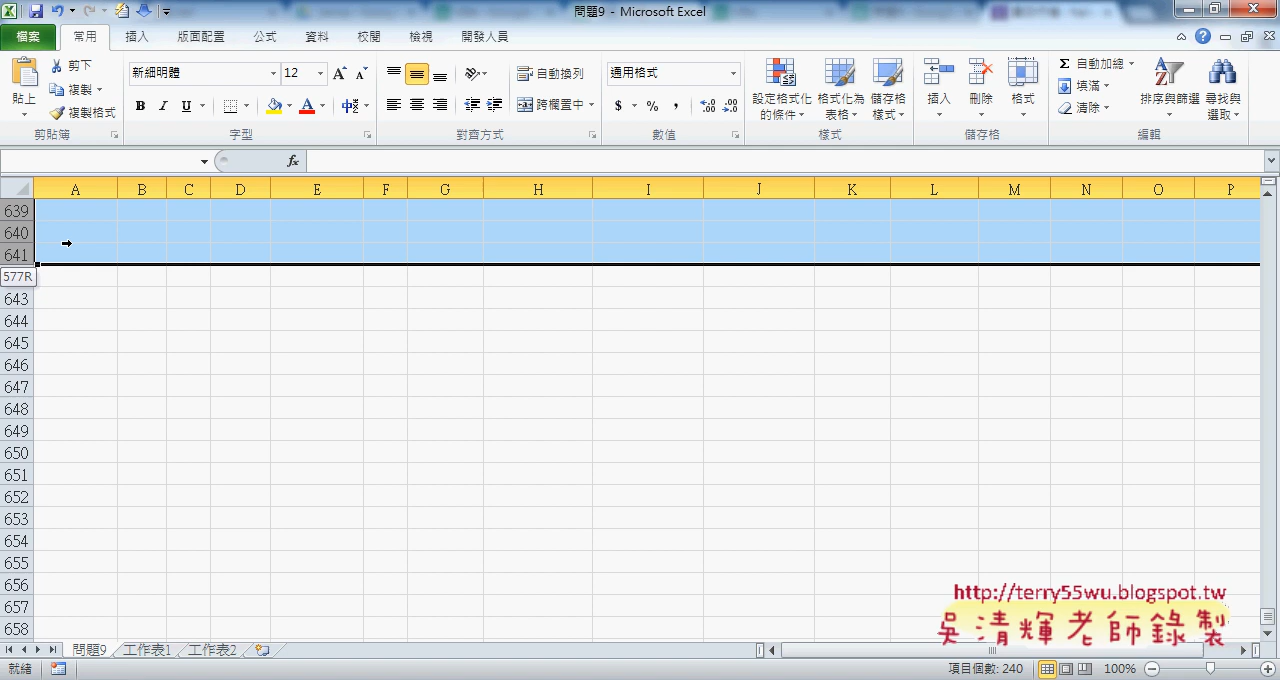 問題9 - Microsoft Excel
檔案 常用 插入 版面配置 公式 資料 校閱 檢視 開發人員
貼上 剪下 複製 複製格式 剪貼簿
新細明體 12 B I U A 中 字型
自動換列 跨欄置中 對齊方式
通用格式 $ % , 數值
設定格式化的條件 格式化為表格 儲存格樣式 樣式
插入 刪除 格式 儲存格
Σ 自動加總 填滿 清除 排序與篩選 尋找與選取 編輯
fx
A B C D E F G H I J K L M N O P
639
640
641
577R
643
644
645
646
647
648
649
650
651
652
653
654
655
656
657
658
http://terry55wu.blogspot.tw
吳清輝老師錄製
問題9 工作表1 工作表2
就緒 項目個數: 240 100%